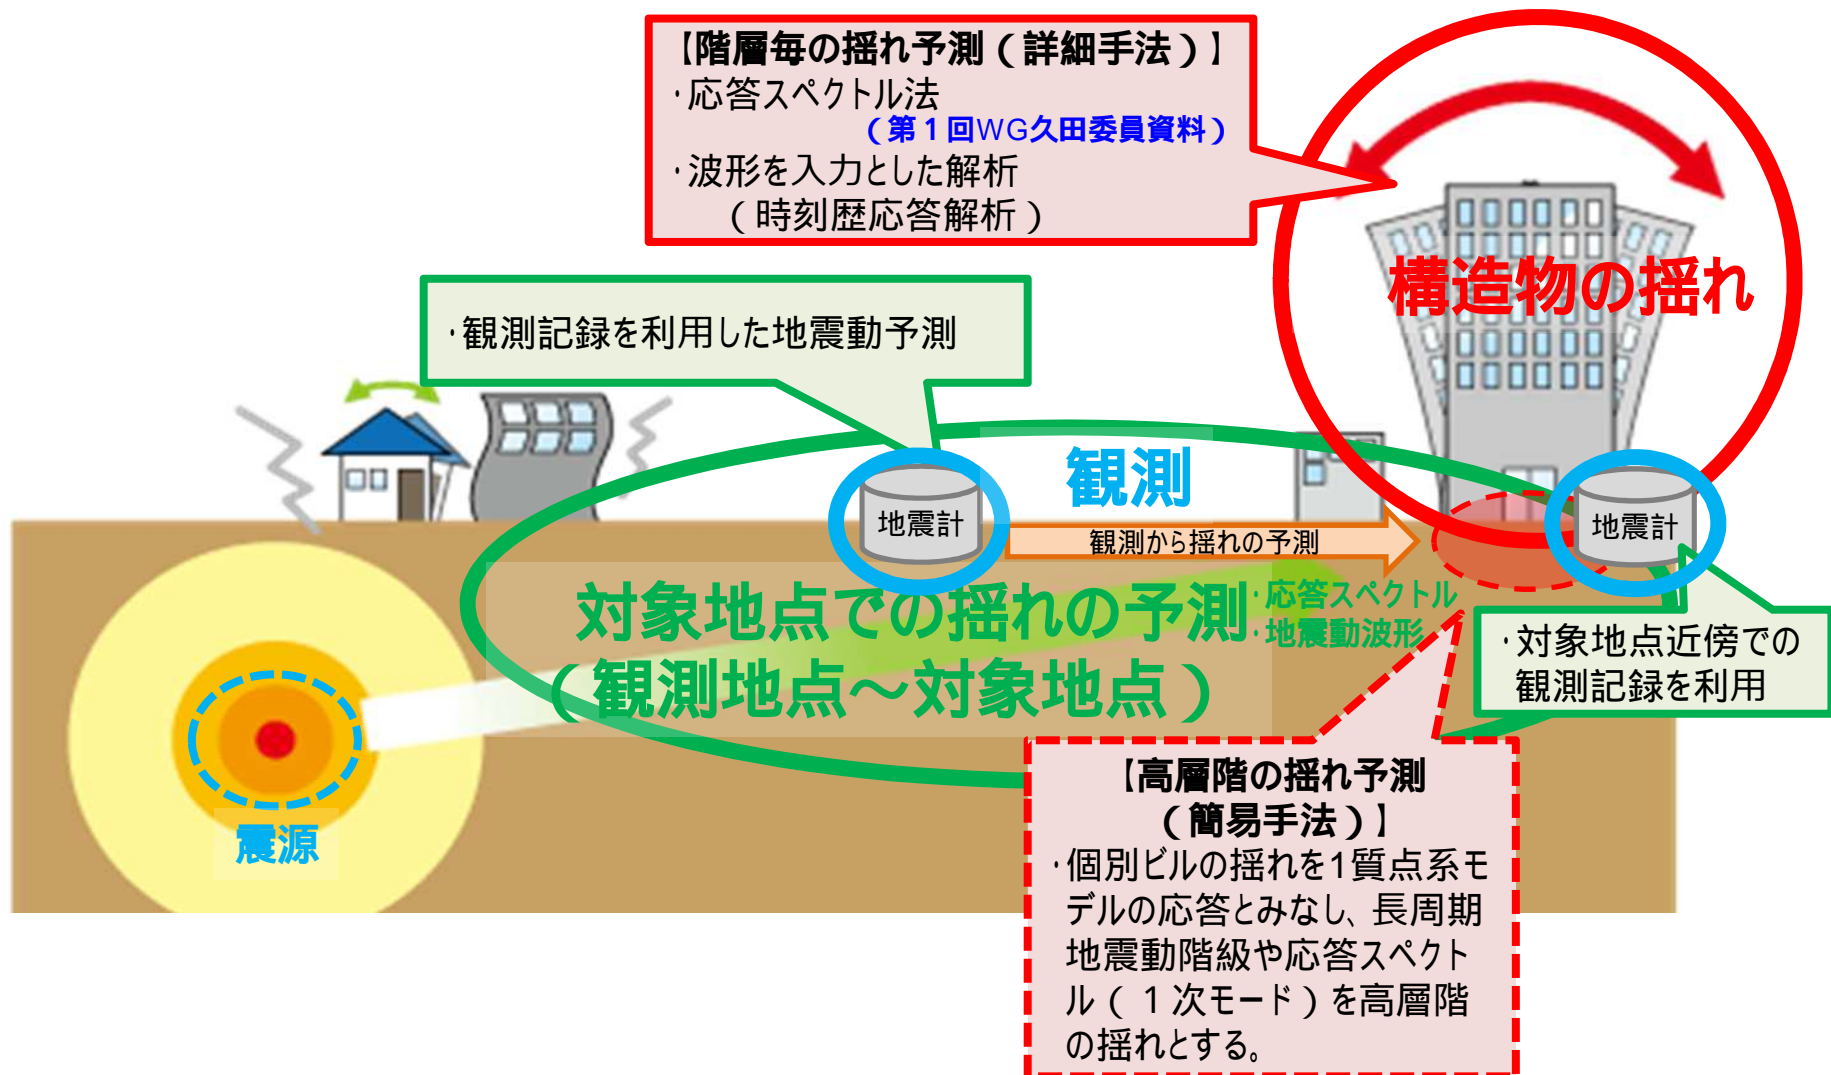 【階層毎の揺れ予測（詳細手法）】
・応答スペクトル法
（第１回WG久田委員資料）
・波形を入力とした解析
（時刻歴応答解析）
構造物の揺れ
・観測記録を利用した地震動予測
観測
地震計
地震計
観測から揺れの予測
対象地点での揺れの予測
（観測地点～対象地点）
・応答スペクトル
・地震動波形
・対象地点近傍での
観測記録を利用
震源
【高層階の揺れ予測
（簡易手法）】
・個別ビルの揺れを1質点系モ
デルの応答とみなし、長周期
地震動階級や応答スペクト
ル（１次モード）を高層階
の揺れとする。